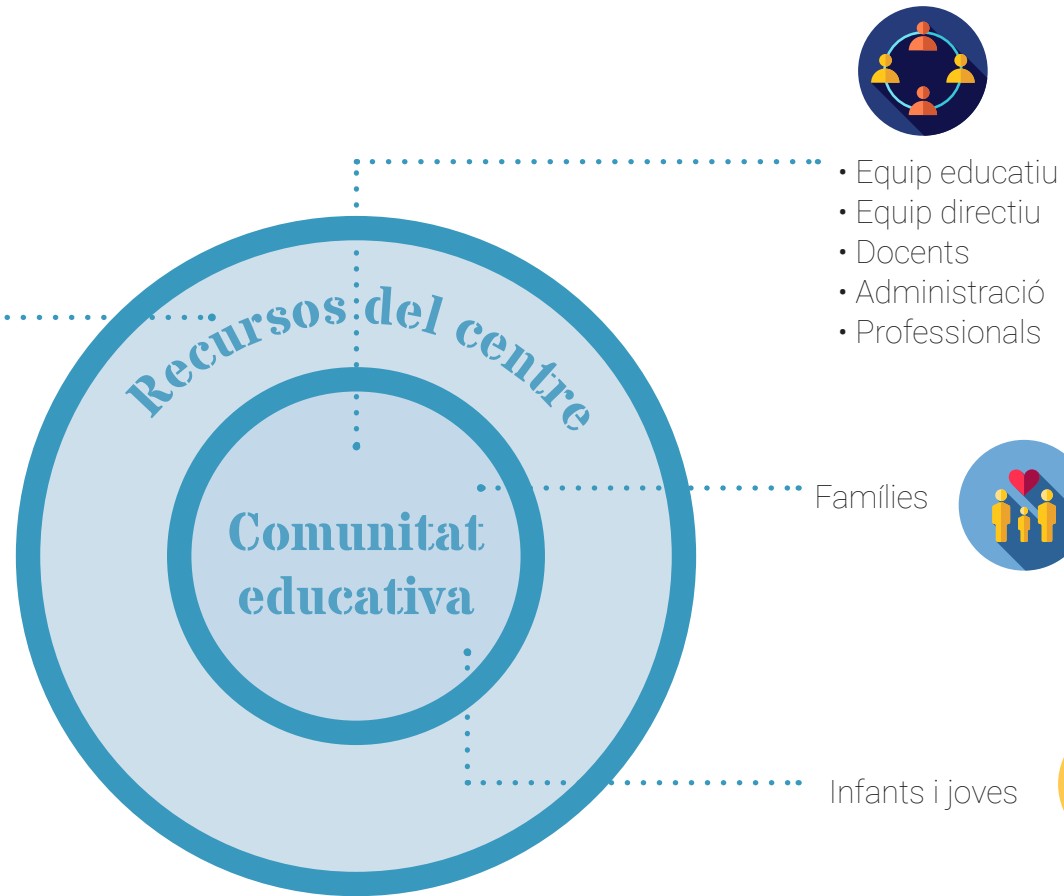 • Equip educatiu
• Equip directiu
• Docents
• Administració
• Professionals
Recursos del centre
Famílies
Comunitat
educativa
Infants i joves